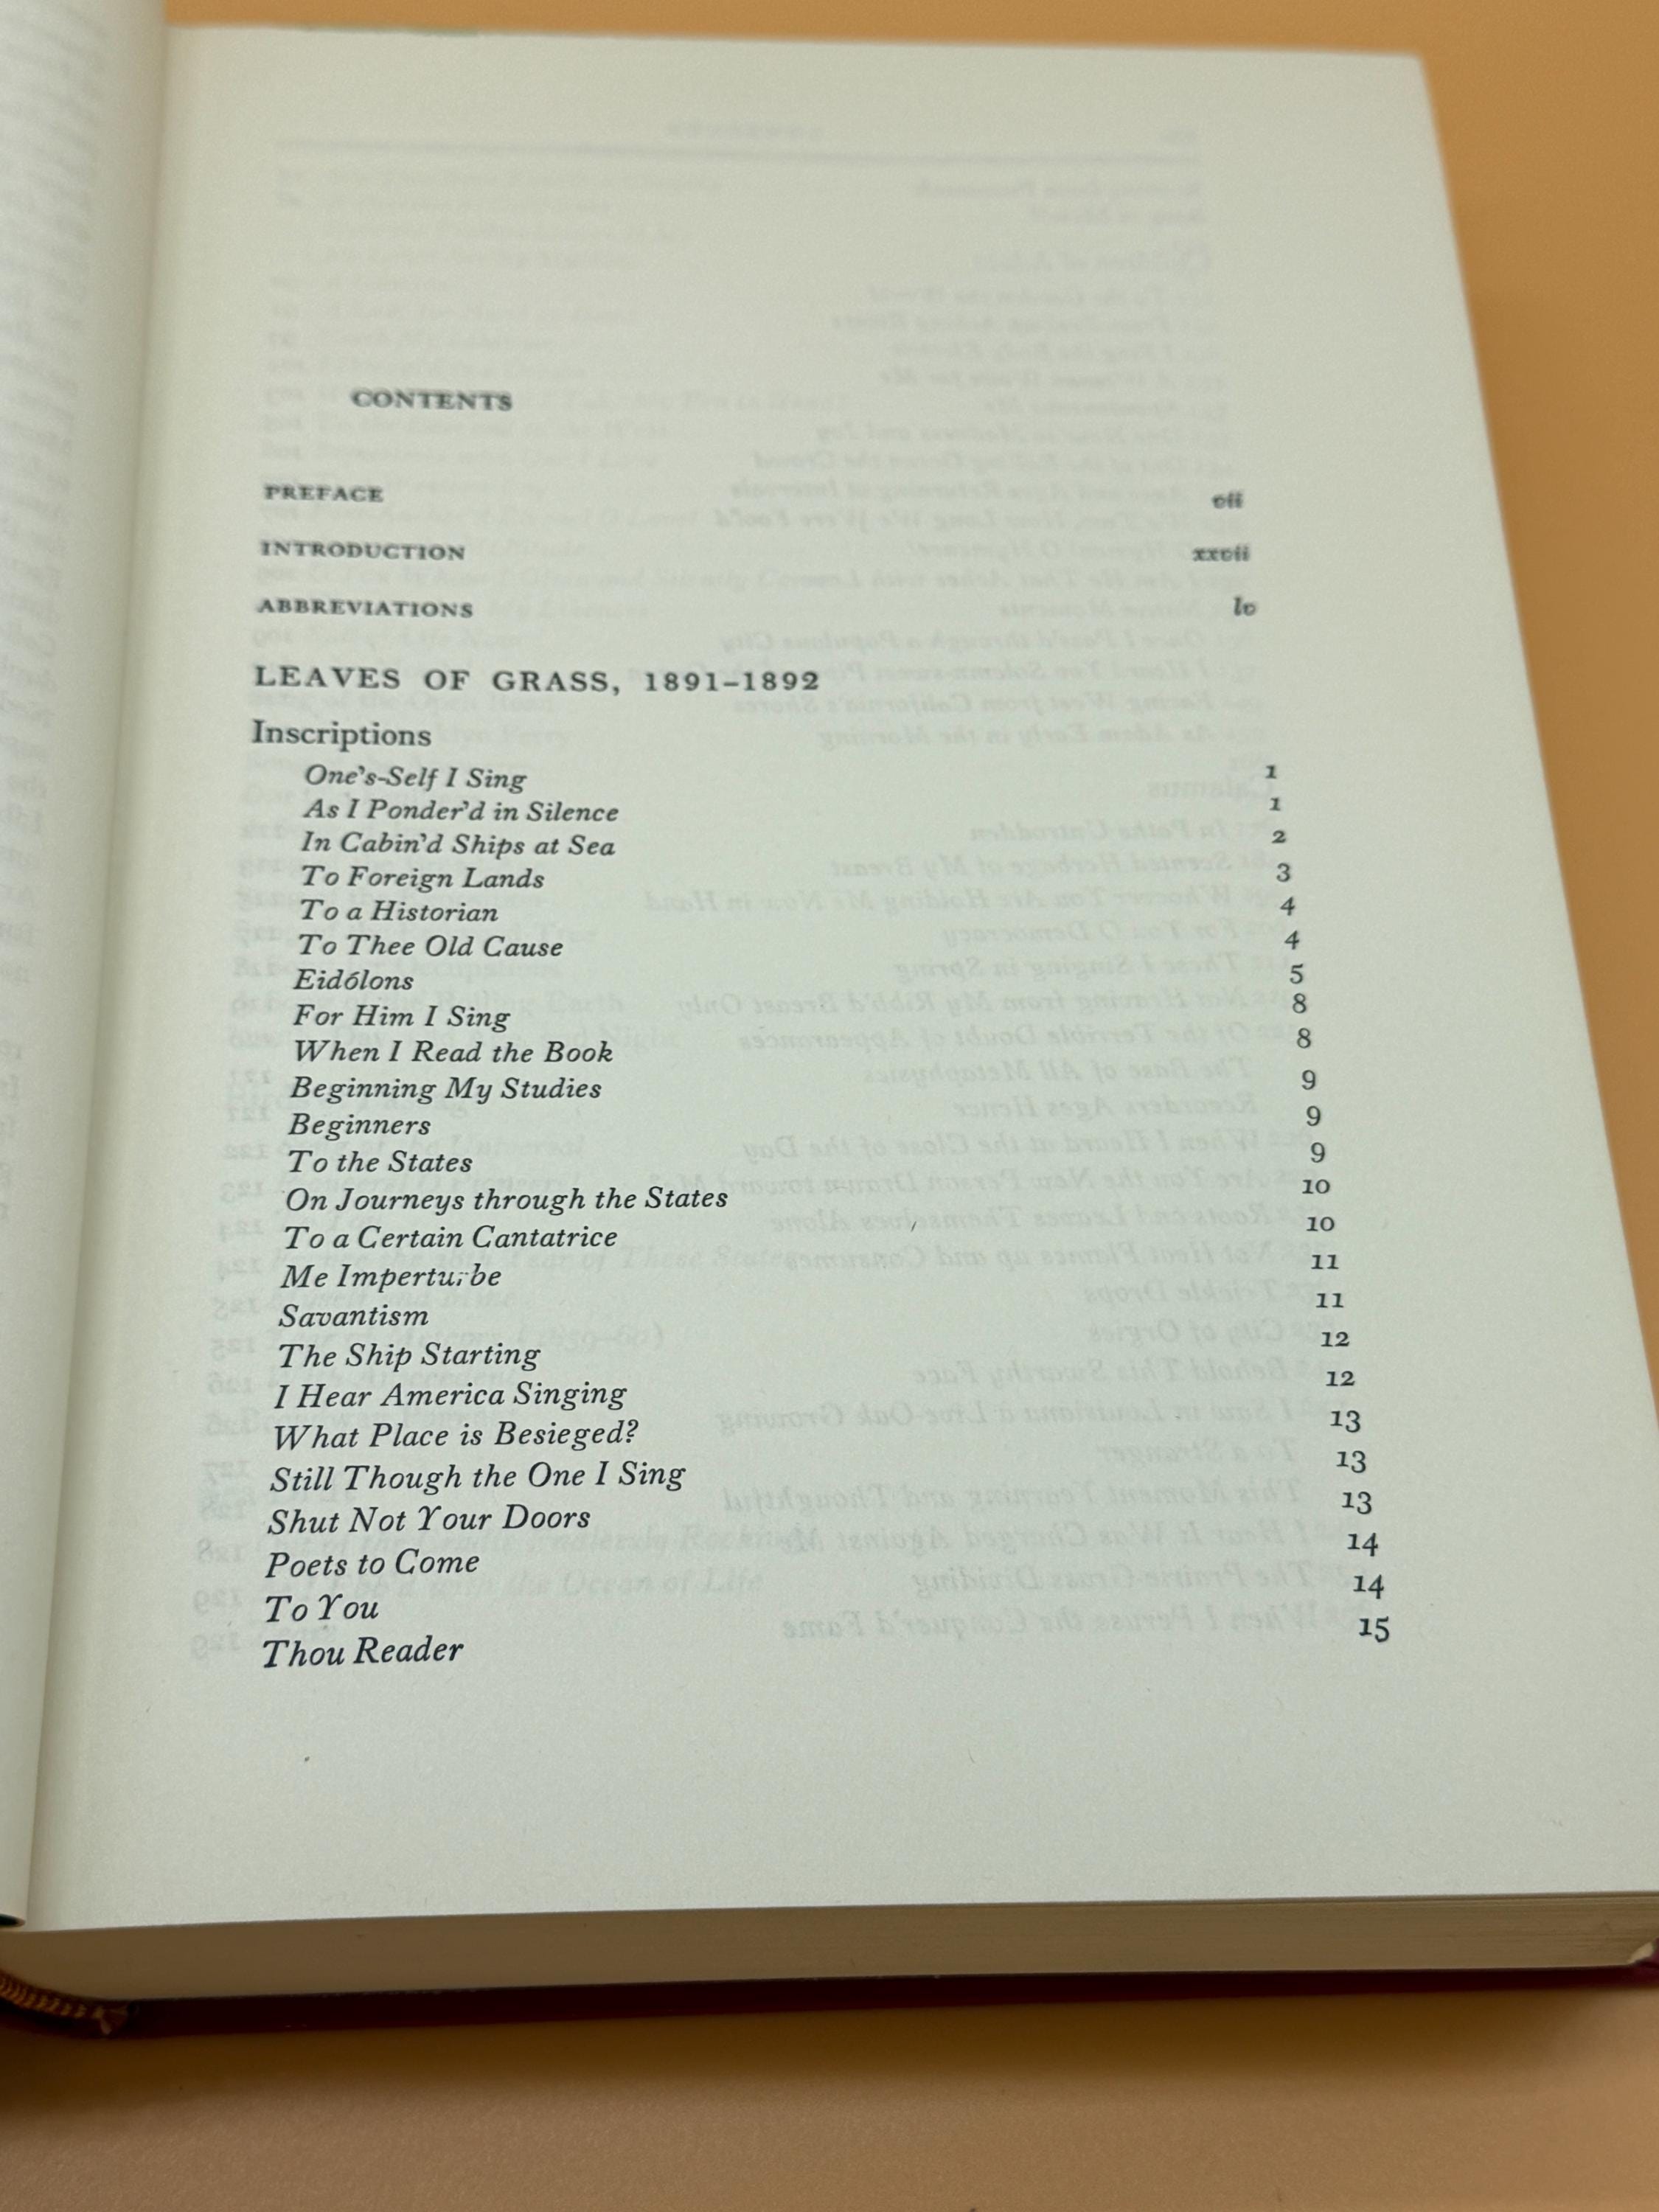 CONTENTS
PREFACE vii
INTRODUCTION xxvii
ABBREVIATIONS lv
LEAVES OF GRASS, 1891–1892
Inscriptions
One's-Self I Sing 1
As I Ponder'd in Silence 1
In Cabin'd Ships at Sea 2
To Foreign Lands 3
To a Historian 4
To Thee Old Cause 4
Eidólons 5
For Him I Sing 8
When I Read the Book 8
Beginning My Studies 9
Beginners 9
To the States 9
On Journeys through the States 10
To a Certain Cantatrice 10
Me Imperturbe 11
Savantism 11
The Ship Starting 12
I Hear America Singing 12
What Place is Besieged? 13
Still Though the One I Sing 13
Shut Not Your Doors 13
Poets to Come 14
To You 14
Thou Reader 15